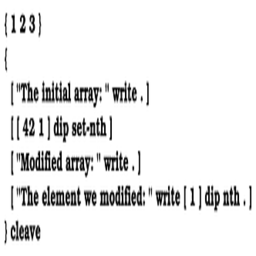 { 1 2 3 }
{
[ "The initial array: " write . ]
[ [ 42 1 ] dip set-nth ]
[ "Modified array: " write . ]
[ "The element we modified: " write [ 1 ] dip nth . ]
} cleave